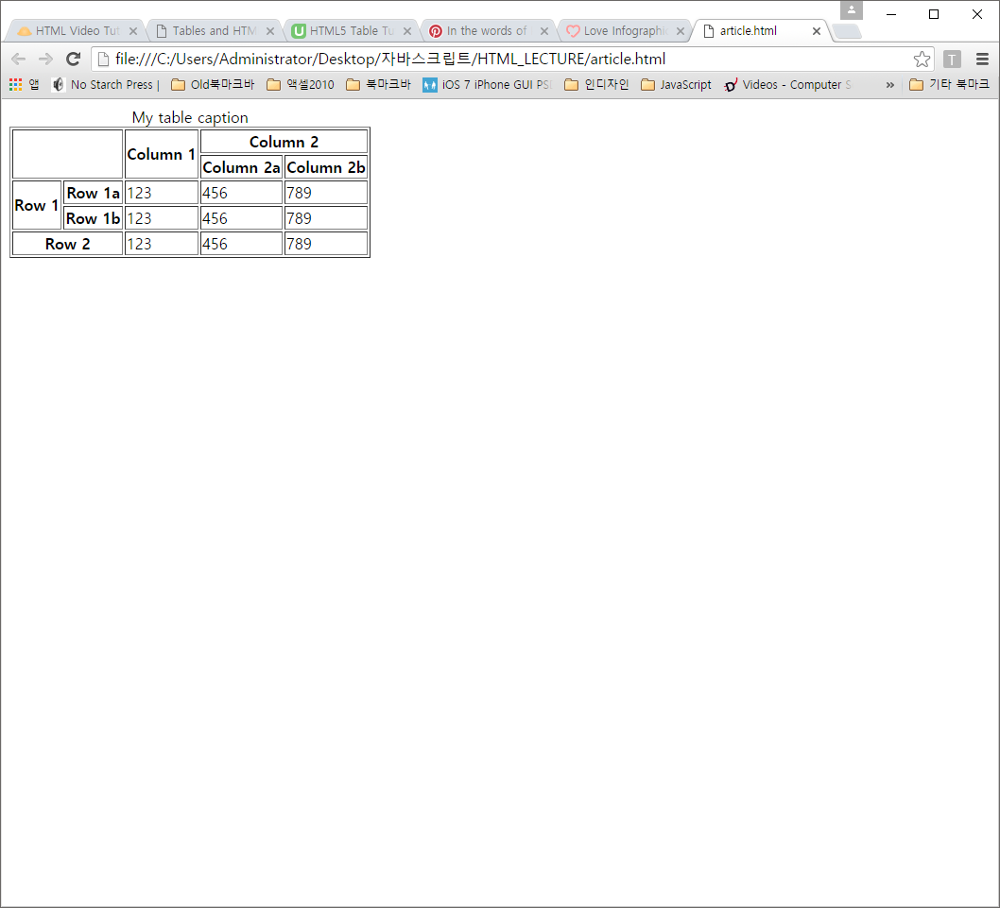 HTML Video Tut Tables and HTM HTML5 Table Tu In the words of Love Infographi article.html
file:///C:/Users/Administrator/Desktop/자바스크립트/HTML_LECTURE/article.html T
앱 No Starch Press | Old북마크바 액셀2010 북마크바 iOS 7 iPhone GUI PS 인디자인 JavaScript Videos - Computer S » 기타 북마크
My table caption
Column 1 Column 2
Column 2a Column 2b
Row 1 Row 1a 123 456 789
Row 1b 123 456 789
Row 2 123 456 789